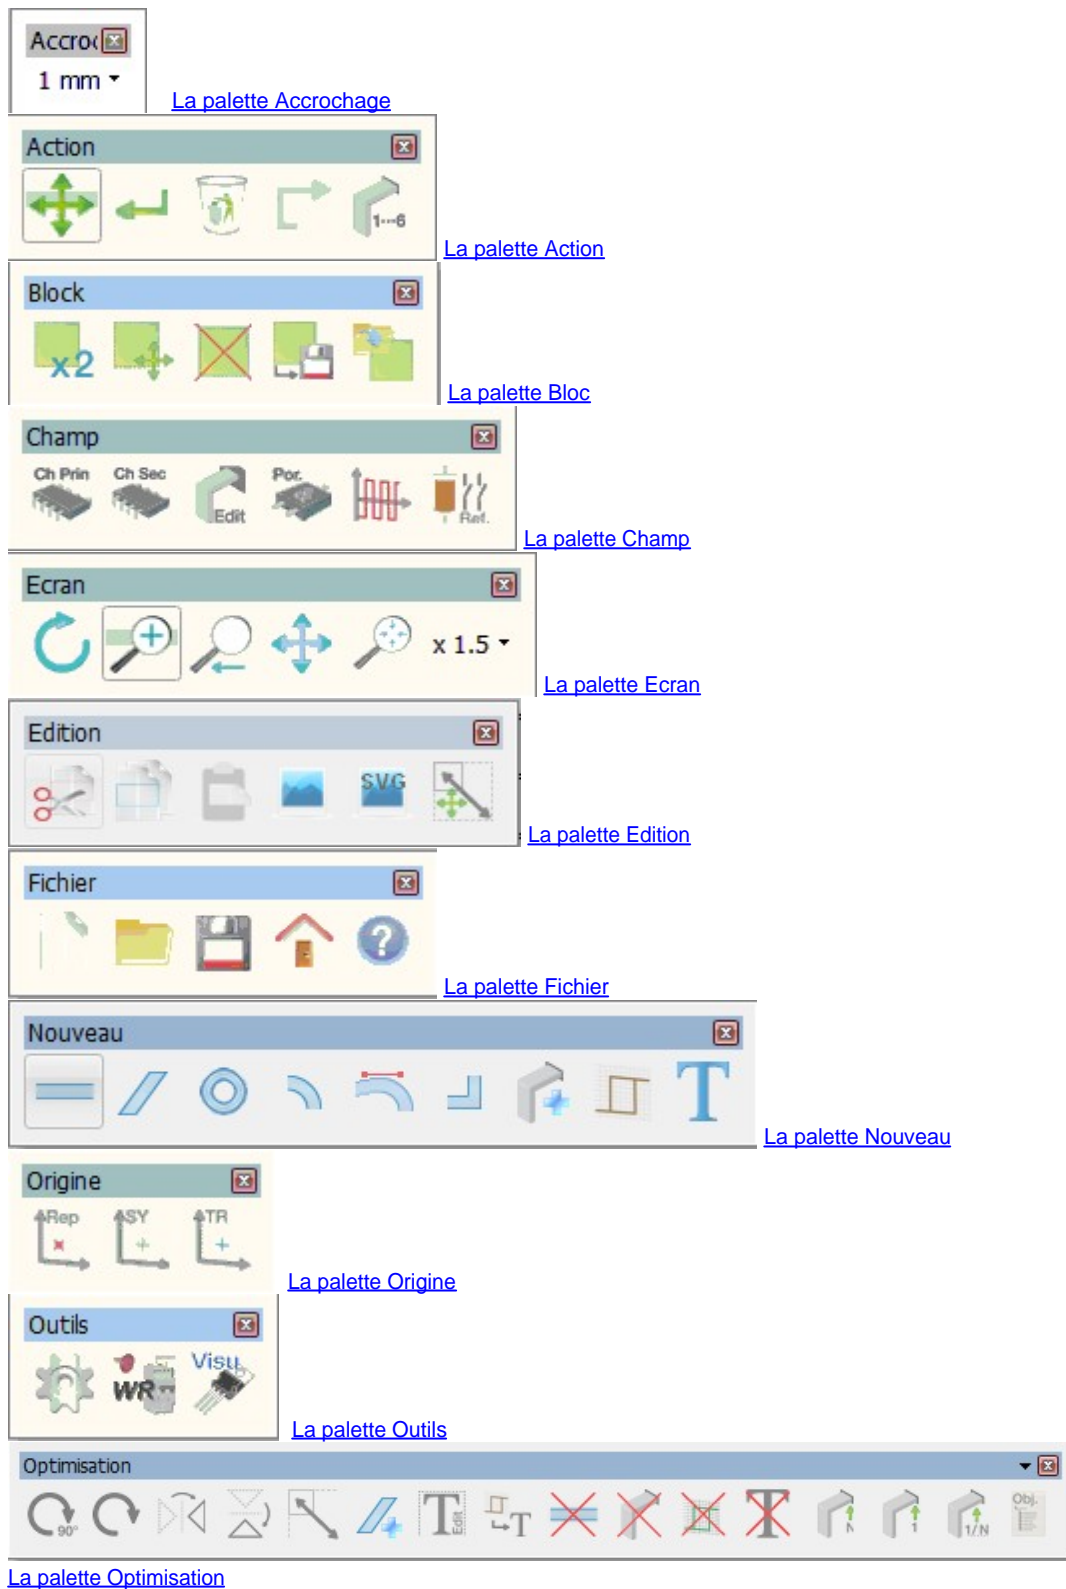 Accroc
1 mm
La palette Accrochage
Action
1---6
La palette Action
Block
x2
La palette Bloc
Champ
Ch Prin Ch Sec Edit Por. Ref.
La palette Champ
Ecran
x 1.5
La palette Ecran
Edition
SVG
La palette Edition
Fichier
?
La palette Fichier
Nouveau
T
La palette Nouveau
Origine
Rep SY TR
La palette Origine
Outils
WR Visu
La palette Outils
Optimisation
90° T Edit T T N 1 1/N Obj.
La palette Optimisation